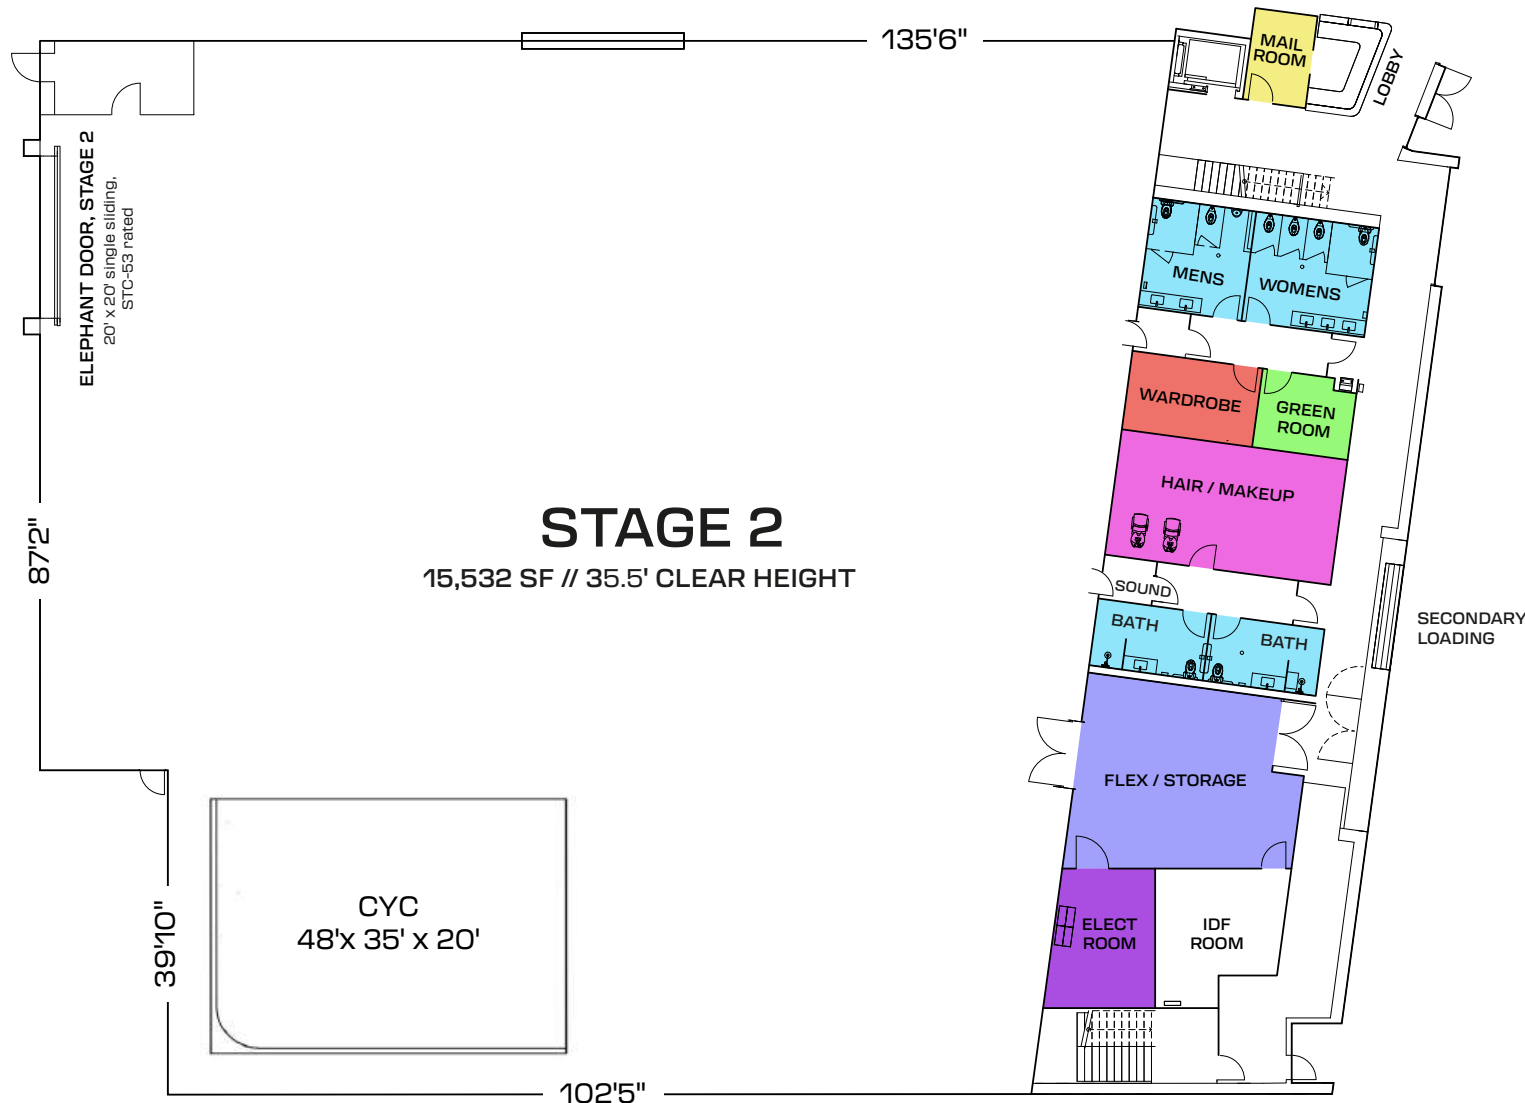 135'6"
MAIL
ROOM
LOBBY
ELEPHANT DOOR, STAGE 2
20' x 20' single sliding,
STC-53 rated
MENS
WOMENS
WARDROBE
GREEN
ROOM
HAIR / MAKEUP
87'2"
STAGE 2
15,532 SF // 35.5' CLEAR HEIGHT
SOUND
BATH
BATH
SECONDARY
LOADING
FLEX / STORAGE
CYC
48'x 35' x 20'
39'10"
ELECT
ROOM
IDF
ROOM
102'5"